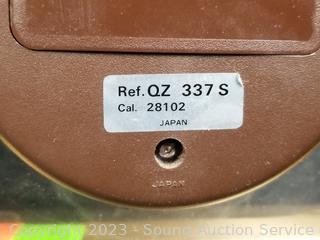 Ref. QZ 337 S
Cal. 28102
JAPAN
JAPAN
Copyright 2023 - Sound Auction Service